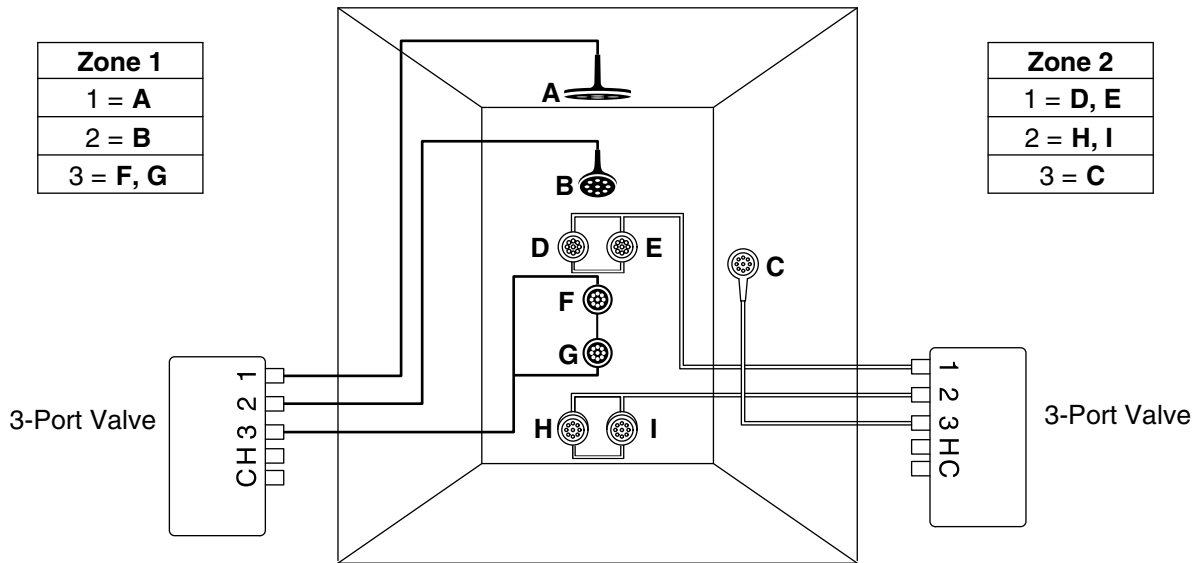 Zone 1
1 = A
2 = B
3 = F, G
Zone 2
1 = D, E
2 = H, I
3 = C
A
B
D
E
C
F
G
H
I
3-Port Valve
1
2
3
H
C
3-Port Valve
1
2
3
H
C